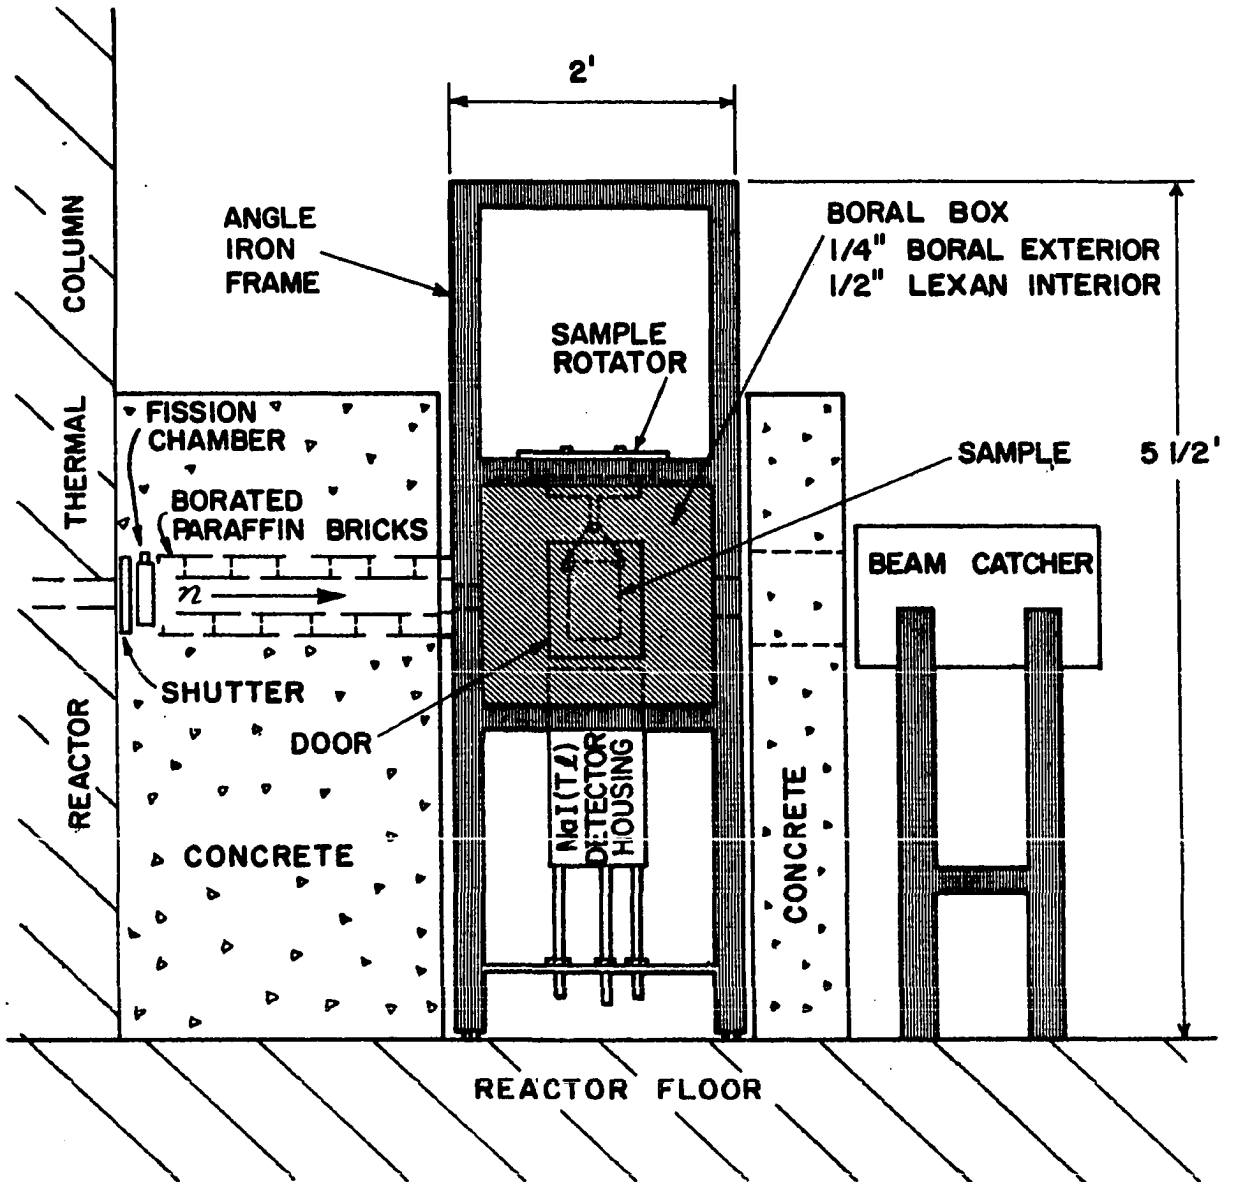 2'
ANGLE
IRON
FRAME
BORAL BOX
1/4" BORAL EXTERIOR
1/2" LEXAN INTERIOR
SAMPLE
ROTATOR
FISSION
CHAMBER
SAMPLE
5 1/2'
BORATED
PARAFFIN BRICKS
BEAM CATCHER
n
SHUTTER
DOOR
REACTOR THERMAL COLUMN
NaI(Tl)
DETECTOR
HOUSING
CONCRETE
CONCRETE
REACTOR FLOOR